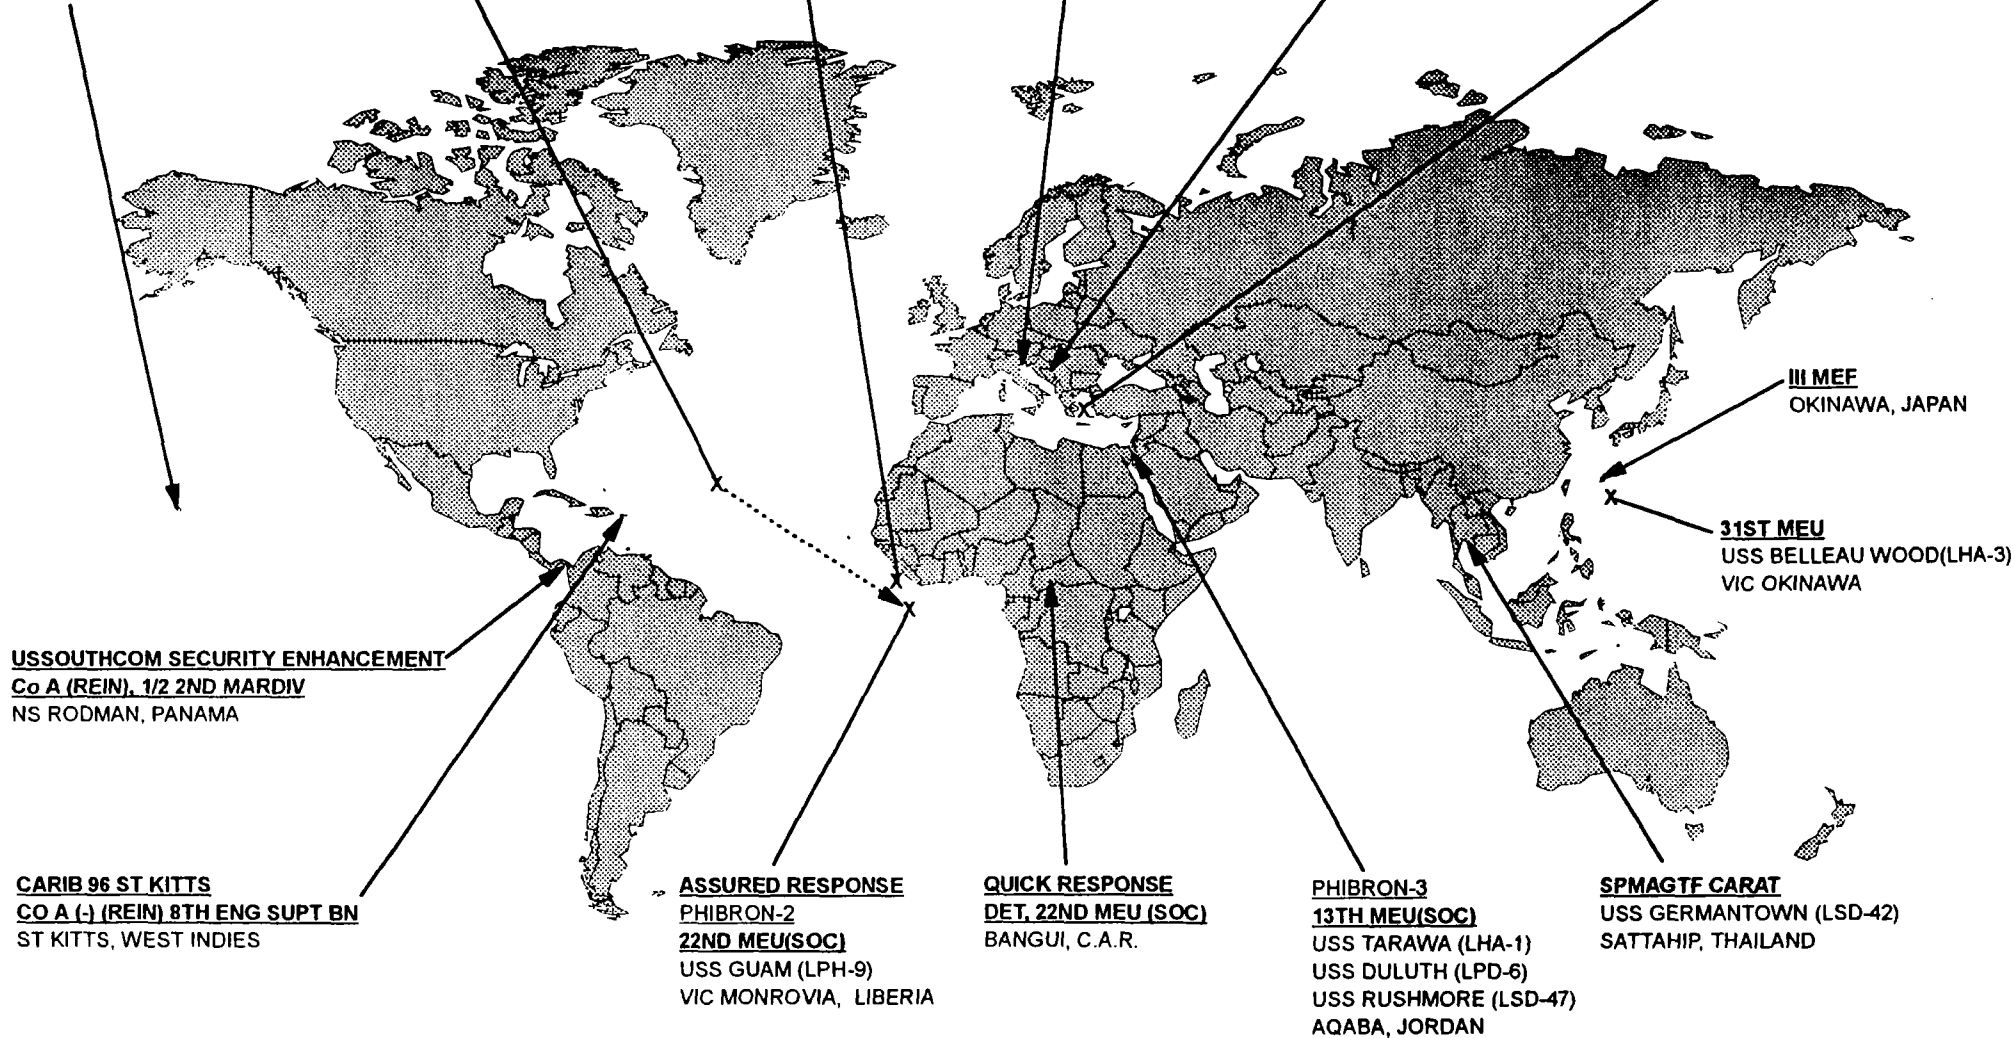 III MEF
OKINAWA, JAPAN
31ST MEU
USS BELLEAU WOOD(LHA-3)
VIC OKINAWA
USSOUTHCOM SECURITY ENHANCEMENT
Co A (REIN), 1/2 2ND MARDIV
NS RODMAN, PANAMA
CARIB 96 ST KITTS
CO A (-) (REIN) 8TH ENG SUPT BN
ST KITTS, WEST INDIES
ASSURED RESPONSE
PHIBRON-2
22ND MEU(SOC)
USS GUAM (LPH-9)
VIC MONROVIA, LIBERIA
QUICK RESPONSE
DET, 22ND MEU (SOC)
BANGUI, C.A.R.
PHIBRON-3
13TH MEU(SOC)
USS TARAWA (LHA-1)
USS DULUTH (LPD-6)
USS RUSHMORE (LSD-47)
AQABA, JORDAN
SPMAGTF CARAT
USS GERMANTOWN (LSD-42)
SATTAHIP, THAILAND